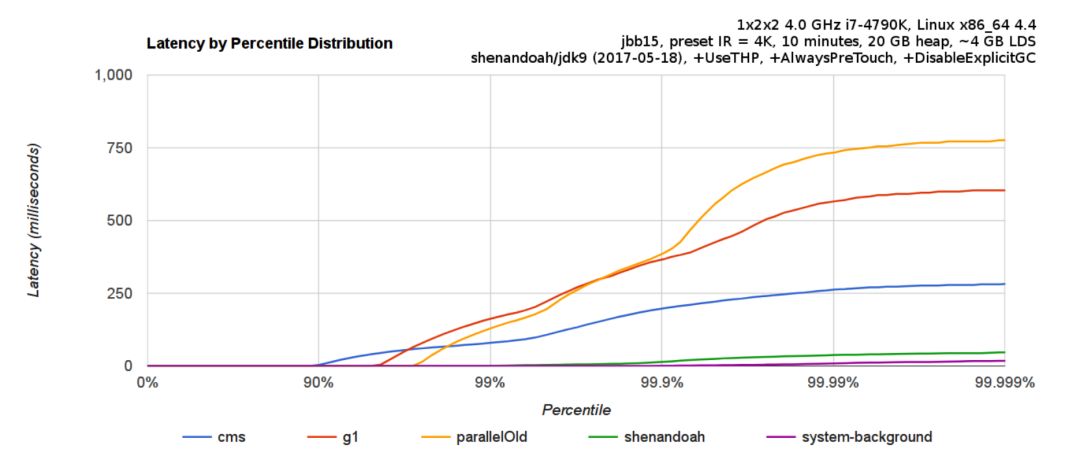 1x2x2 4.0 GHz i7-4790K, Linux x86_64 4.4
Latency by Percentile Distribution
jbb15, preset IR = 4K, 10 minutes, 20 GB heap, ~4 GB LDS
shenandoah/jdk9 (2017-05-18), +UseTHP, +AlwaysPreTouch, +DisableExplicitGC
1,000
750
500
250
0
Latency (milliseconds)
0% 90% 99% 99.9% 99.99% 99.999%
Percentile
cms g1 parallelOld shenandoah system-background